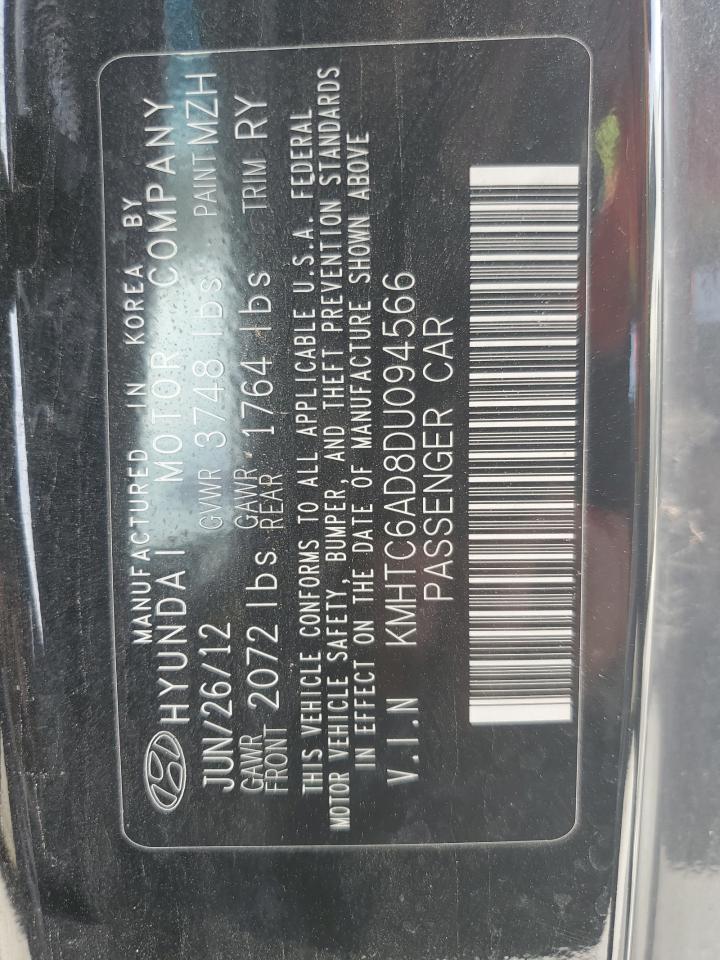 MANUFACTURED IN KOREA BY
HYUNDAI MOTOR COMPANY
JUN/26/12 GVWR 3748 lbs PAINT MZH
GAWR FRONT 2072 lbs GAWR REAR 1764 lbs TRIM RY
THIS VEHICLE CONFORMS TO ALL APPLICABLE U.S.A. FEDERAL
MOTOR VEHICLE SAFETY, BUMPER, AND THEFT PREVENTION STANDARDS
IN EFFECT ON THE DATE OF MANUFACTURE SHOWN ABOVE
V.I.N KMHTC6AD8DU094566
PASSENGER CAR